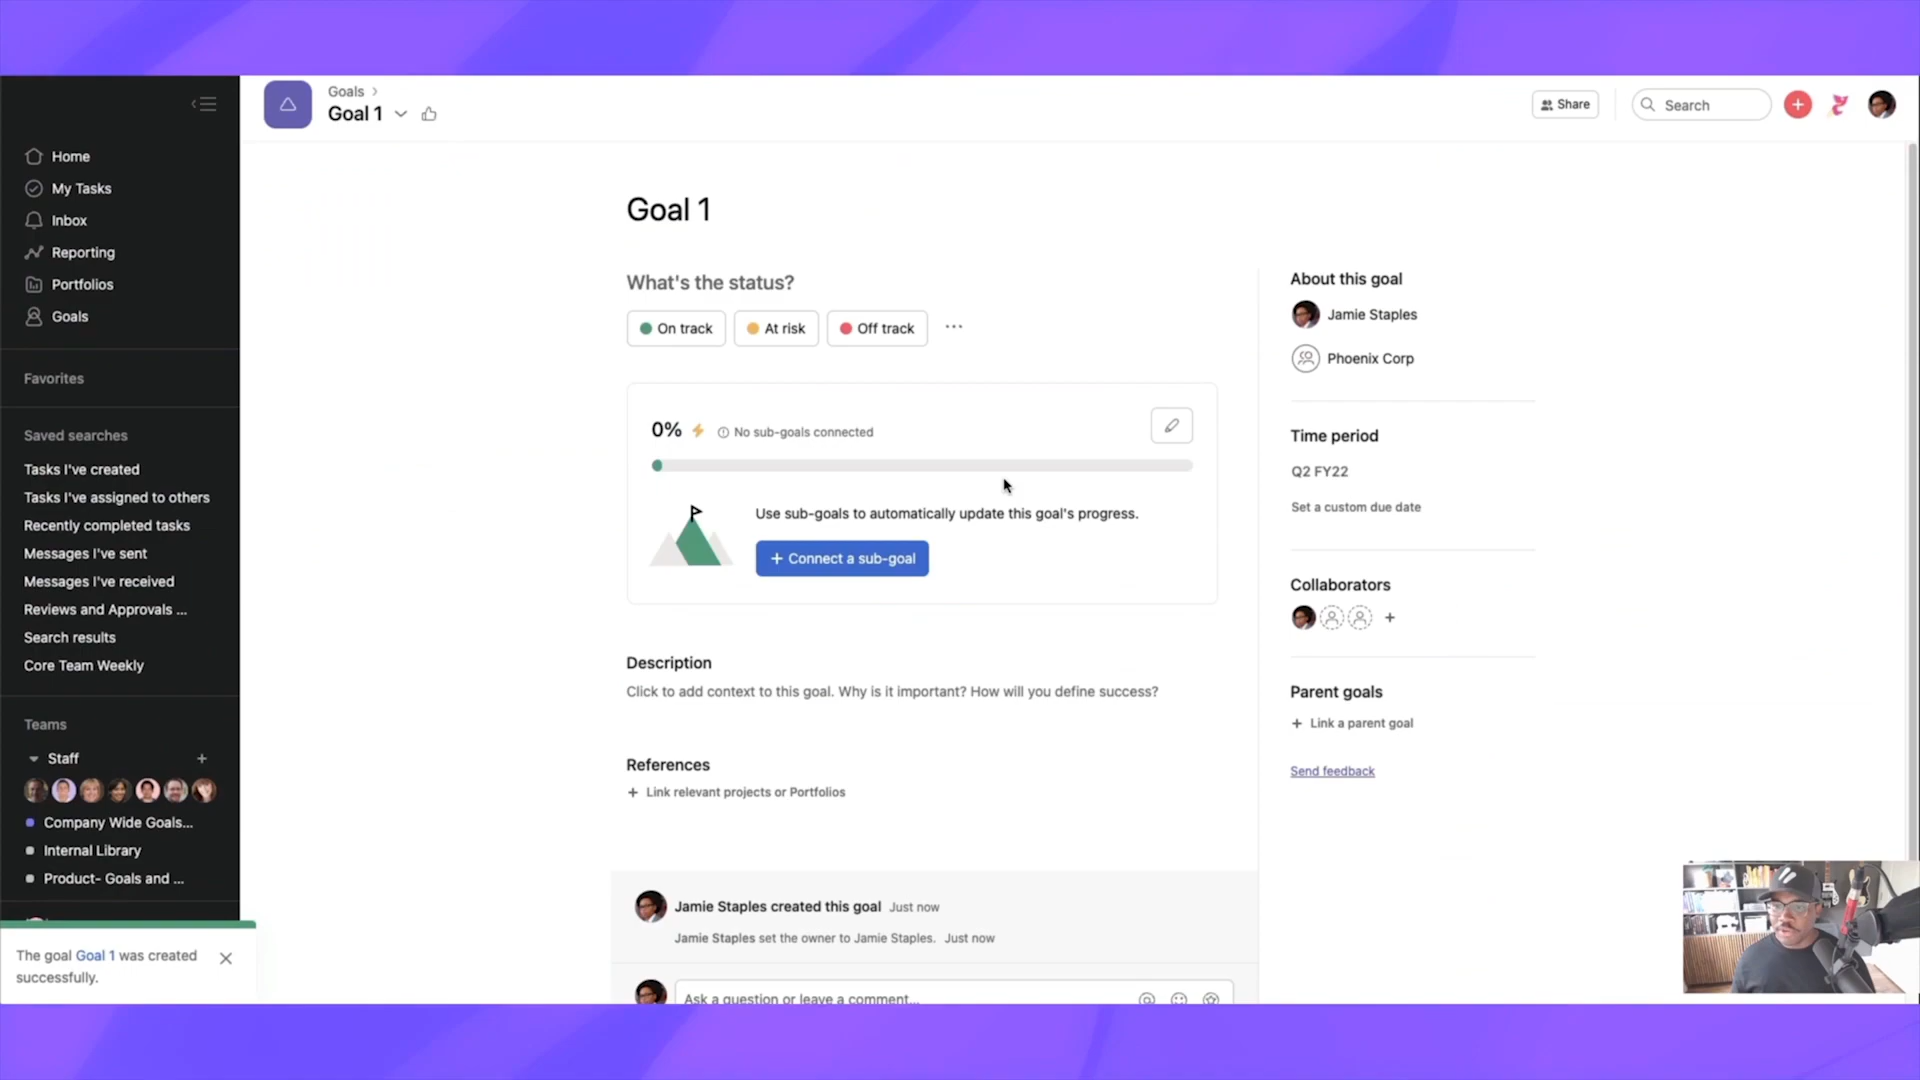 Goals
Goal 1
Share
Search
Home
My Tasks
Inbox
Reporting
Portfolios
Goals
Favorites
Saved searches
Tasks I've created
Tasks I've assigned to others
Recently completed tasks
Messages I've sent
Messages I've received
Reviews and Approvals ...
Search results
Core Team Weekly
Teams
Staff
Company Wide Goals...
Internal Library
Product- Goals and ...
The goal Goal 1 was created
successfully.
Goal 1
What's the status?
On track At risk Off track
0% No sub-goals connected
Use sub-goals to automatically update this goal's progress.
+ Connect a sub-goal
Description
Click to add context to this goal. Why is it important? How will you define success?
References
+ Link relevant projects or Portfolios
Jamie Staples created this goal Just now
Jamie Staples set the owner to Jamie Staples. Just now
Ask a question or leave a comment...
About this goal
Jamie Staples
Phoenix Corp
Time period
Q2 FY22
Set a custom due date
Collaborators
Parent goals
+ Link a parent goal
Send feedback